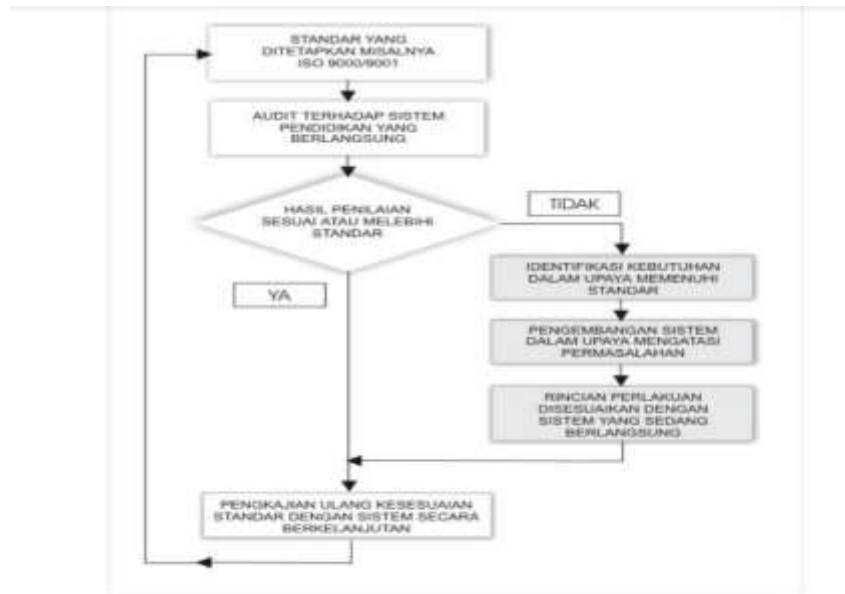 STANDAR YANG
DITETAPKAN MISALNYA
ISO 9000/9001
AUDIT TERHADAP SISTEM
PENDIDIKAN YANG
BERLANGSUNG
HASIL PENILAIAN
SESUAI ATAU MELEBIHI
STANDAR
TIDAK
YA
IDENTIFIKASI KEBUTUHAN
DALAM UPAYA MEMENUHI
STANDAR
PENGEMBANGAN SISTEM
DALAM UPAYA MENGATASI
PERMASALAHAN
RINCIAN PERLAKUAN
DISESUAIKAN DENGAN
SISTEM YANG SEDANG
BERLANGSUNG
PENGKAJIAN ULANG KESESUAIAN
STANDAR DENGAN SISTEM SECARA
BERKELANJUTAN